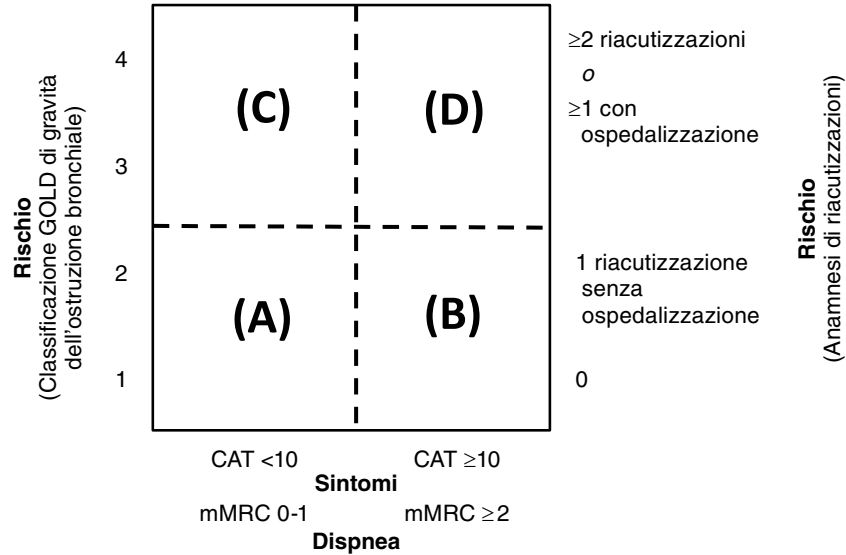 Rischio
(Classificazione GOLD di gravità
dell'ostruzione bronchiale)
4
3
2
1
(C)
(D)
(A)
(B)
≥2 riacutizzazioni
o
≥1 con
ospedalizzazione
1 riacutizzazione
senza
ospedalizzazione
0
Rischio
(Anamnesi di riacutizzazioni)
CAT <10
CAT ≥10
Sintomi
mMRC 0-1
mMRC ≥2
Dispnea